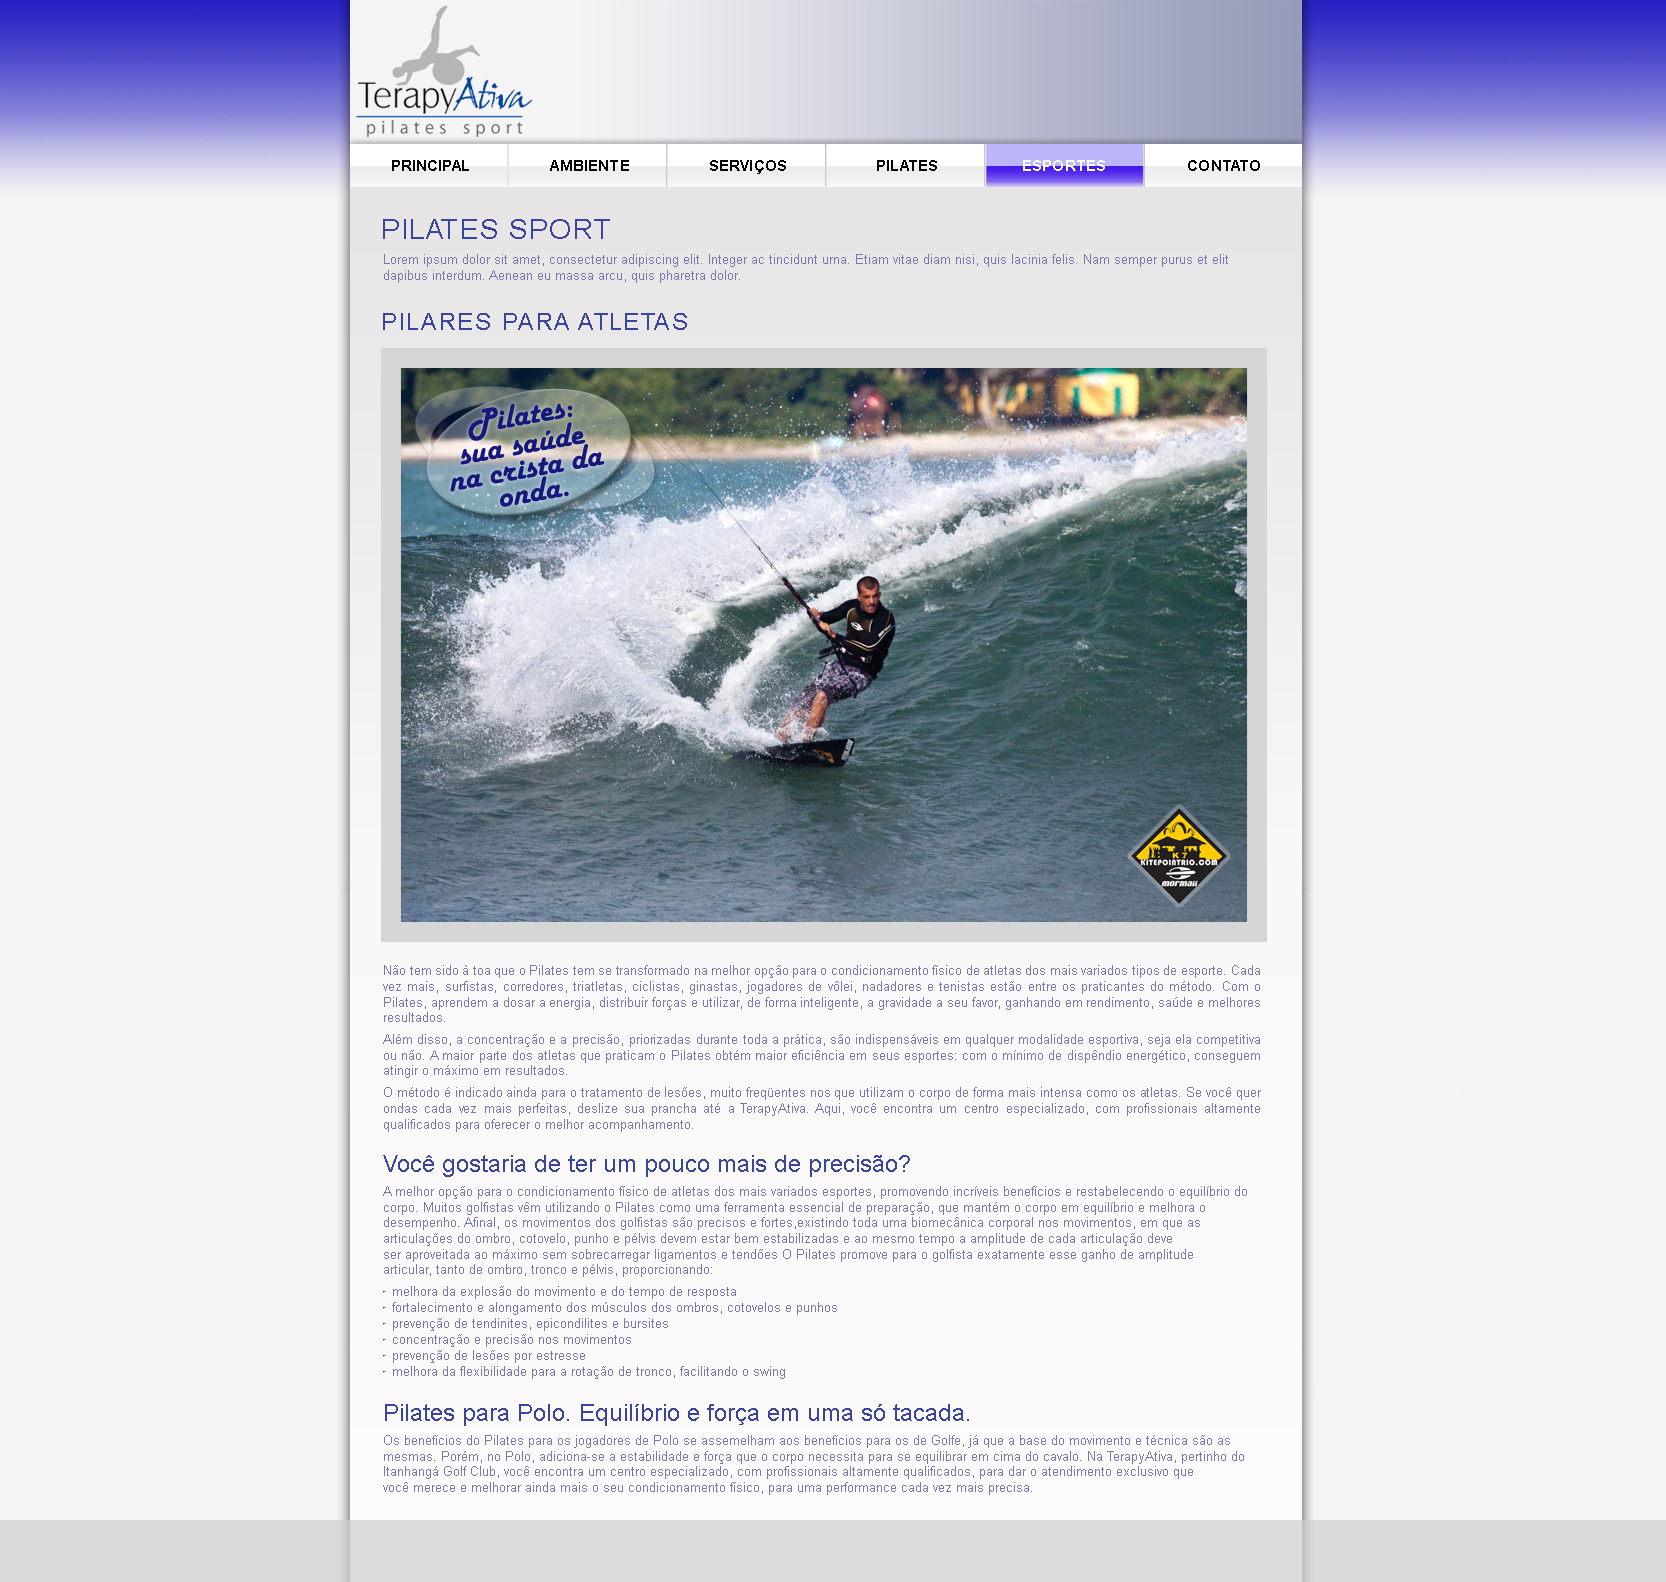 TerapyAtiva
pilates sport
PRINCIPAL
AMBIENTE
SERVIÇOS
PILATES
ESPORTES
CONTATO
PILATES SPORT
Lorem ipsum dolor sit amet, consectetur adipiscing elit. Integer ac tincidunt urna. Etiam vitae diam nisi, quis lacinia felis. Nam semper purus et elit
dapibus interdum. Aenean eu massa arcu, quis pharetra dolor.
PILARES PARA ATLETAS
Pilates:
sua saúde
na crista da
onda.
K7
KITEPOINTRIO.COM
mormaii
Não tem sido à toa que o Pilates tem se transformado na melhor opção para o condicionamento físico de atletas dos mais variados tipos de esporte. Cada
vez mais, surfistas, corredores, triatletas, ciclistas, ginastas, jogadores de vôlei, nadadores e tenistas estão entre os praticantes do método. Com o
Pilates, aprendem a dosar a energia, distribuir forças e utilizar, de forma inteligente, a gravidade a seu favor, ganhando em rendimento, saúde e melhores
resultados.
Além disso, a concentração e a precisão, priorizadas durante toda a prática, são indispensáveis em qualquer modalidade esportiva, seja ela competitiva
ou não. A maior parte dos atletas que praticam o Pilates obtém maior eficiência em seus esportes: com o mínimo de dispêndio energético, conseguem
atingir o máximo em resultados.
O método é indicado ainda para o tratamento de lesões, muito freqüentes nos que utilizam o corpo de forma mais intensa como os atletas. Se você quer
ondas cada vez mais perfeitas, deslize sua prancha até a TerapyAtiva. Aqui, você encontra um centro especializado, com profissionais altamente
qualificados para oferecer o melhor acompanhamento.
Você gostaria de ter um pouco mais de precisão?
A melhor opção para o condicionamento físico de atletas dos mais variados esportes, promovendo incríveis benefícios e restabelecendo o equilíbrio do
corpo. Muitos golfistas vêm utilizando o Pilates como uma ferramenta essencial de preparação, que mantém o corpo em equilíbrio e melhora o
desempenho. Afinal, os movimentos dos golfistas são precisos e fortes,existindo toda uma biomecânica corporal nos movimentos, em que as
articulações do ombro, cotovelo, punho e pélvis devem estar bem estabilizadas e ao mesmo tempo a amplitude de cada articulação deve
ser aproveitada ao máximo sem sobrecarregar ligamentos e tendões O Pilates promove para o golfista exatamente esse ganho de amplitude
articular, tanto de ombro, tronco e pélvis, proporcionando:
- melhora da explosão do movimento e do tempo de resposta
- fortalecimento e alongamento dos músculos dos ombros, cotovelos e punhos
- prevenção de tendinites, epicondilites e bursites
- concentração e precisão nos movimentos
- prevenção de lesões por estresse
- melhora da flexibilidade para a rotação de tronco, facilitando o swing
Pilates para Polo. Equilíbrio e força em uma só tacada.
Os benefícios do Pilates para os jogadores de Polo se assemelham aos benefícios para os de Golfe, já que a base do movimento e técnica são as
mesmas. Porém, no Polo, adiciona-se a estabilidade e força que o corpo necessita para se equilibrar em cima do cavalo. Na TerapyAtiva, pertinho do
Itanhangá Golf Club, você encontra um centro especializado, com profissionais altamente qualificados, para dar o atendimento exclusivo que
você merece e melhorar ainda mais o seu condicionamento físico, para uma performance cada vez mais precisa.